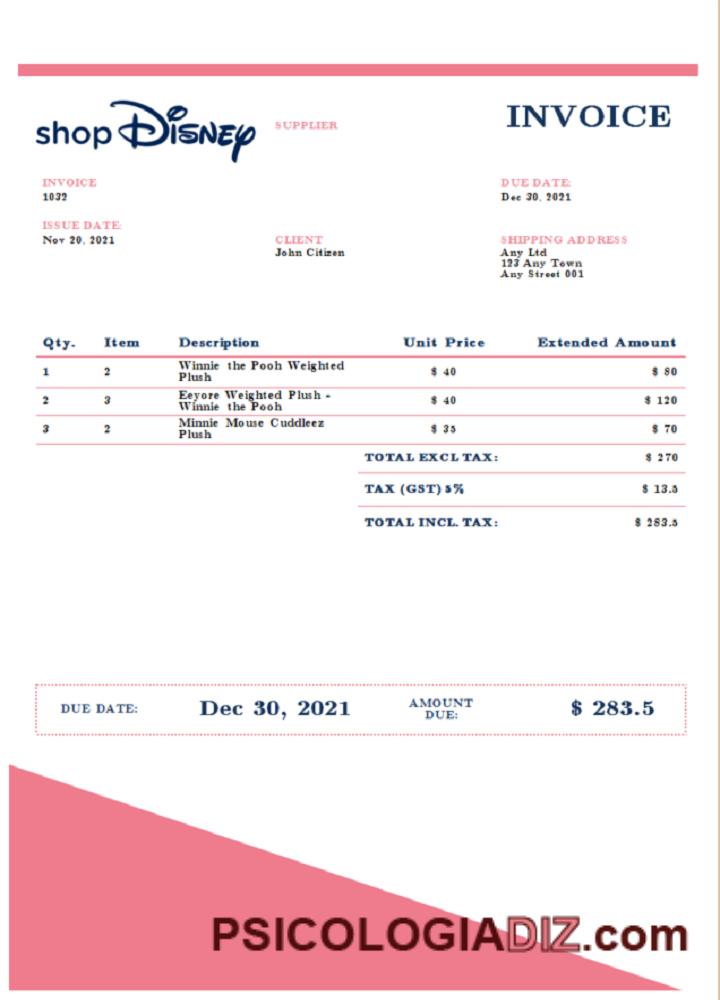 shop Disney
SUPPLIER
INVOICE
INVOICE
1032
DUE DATE:
Dec 30, 2021
ISSUE DATE:
Nov 20, 2021
CLIENT
John Citizen
SHIPPING ADDRESS
Any Ltd
123 Any Town
Any Street 001
Qty. Item Description Unit Price Extended Amount
1 2 Winnie the Pooh Weighted
Plush $ 40 $ 80
2 3 Eeyore Weighted Plush -
Winnie the Pooh $ 40 $ 120
3 2 Minnie Mouse Cuddleez
Plush $ 35 $ 70
TOTAL EXCL TAX: $ 270
TAX (GST) 5% $ 13.5
TOTAL INCL. TAX: $ 283.5
DUE DATE: Dec 30, 2021 AMOUNT
DUE: $ 283.5
PSICOLOGIADIZ.com